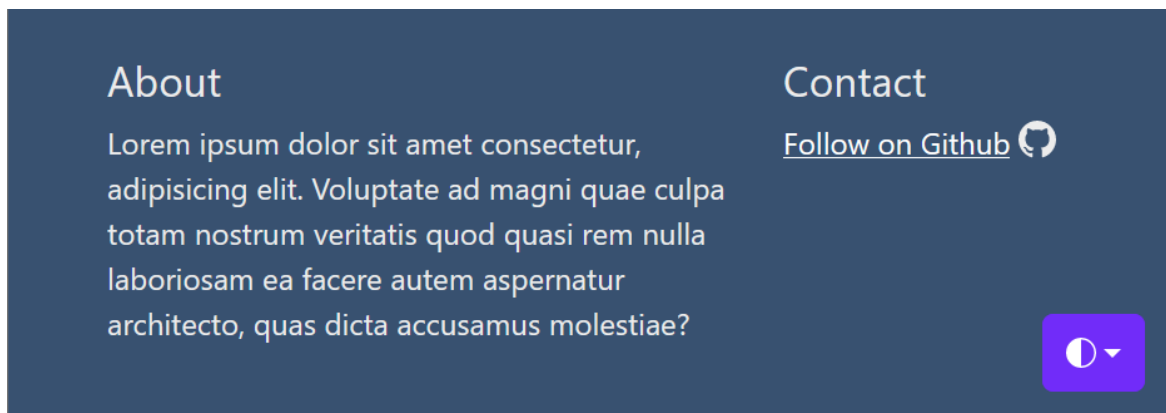 About
Lorem ipsum dolor sit amet consectetur,
adipisicing elit. Voluptate ad magni quae culpa
totam nostrum veritatis quod quasi rem nulla
laboriosam ea facere autem aspernatur
architecto, quas dicta accusamus molestiae?
Contact
Follow on Github